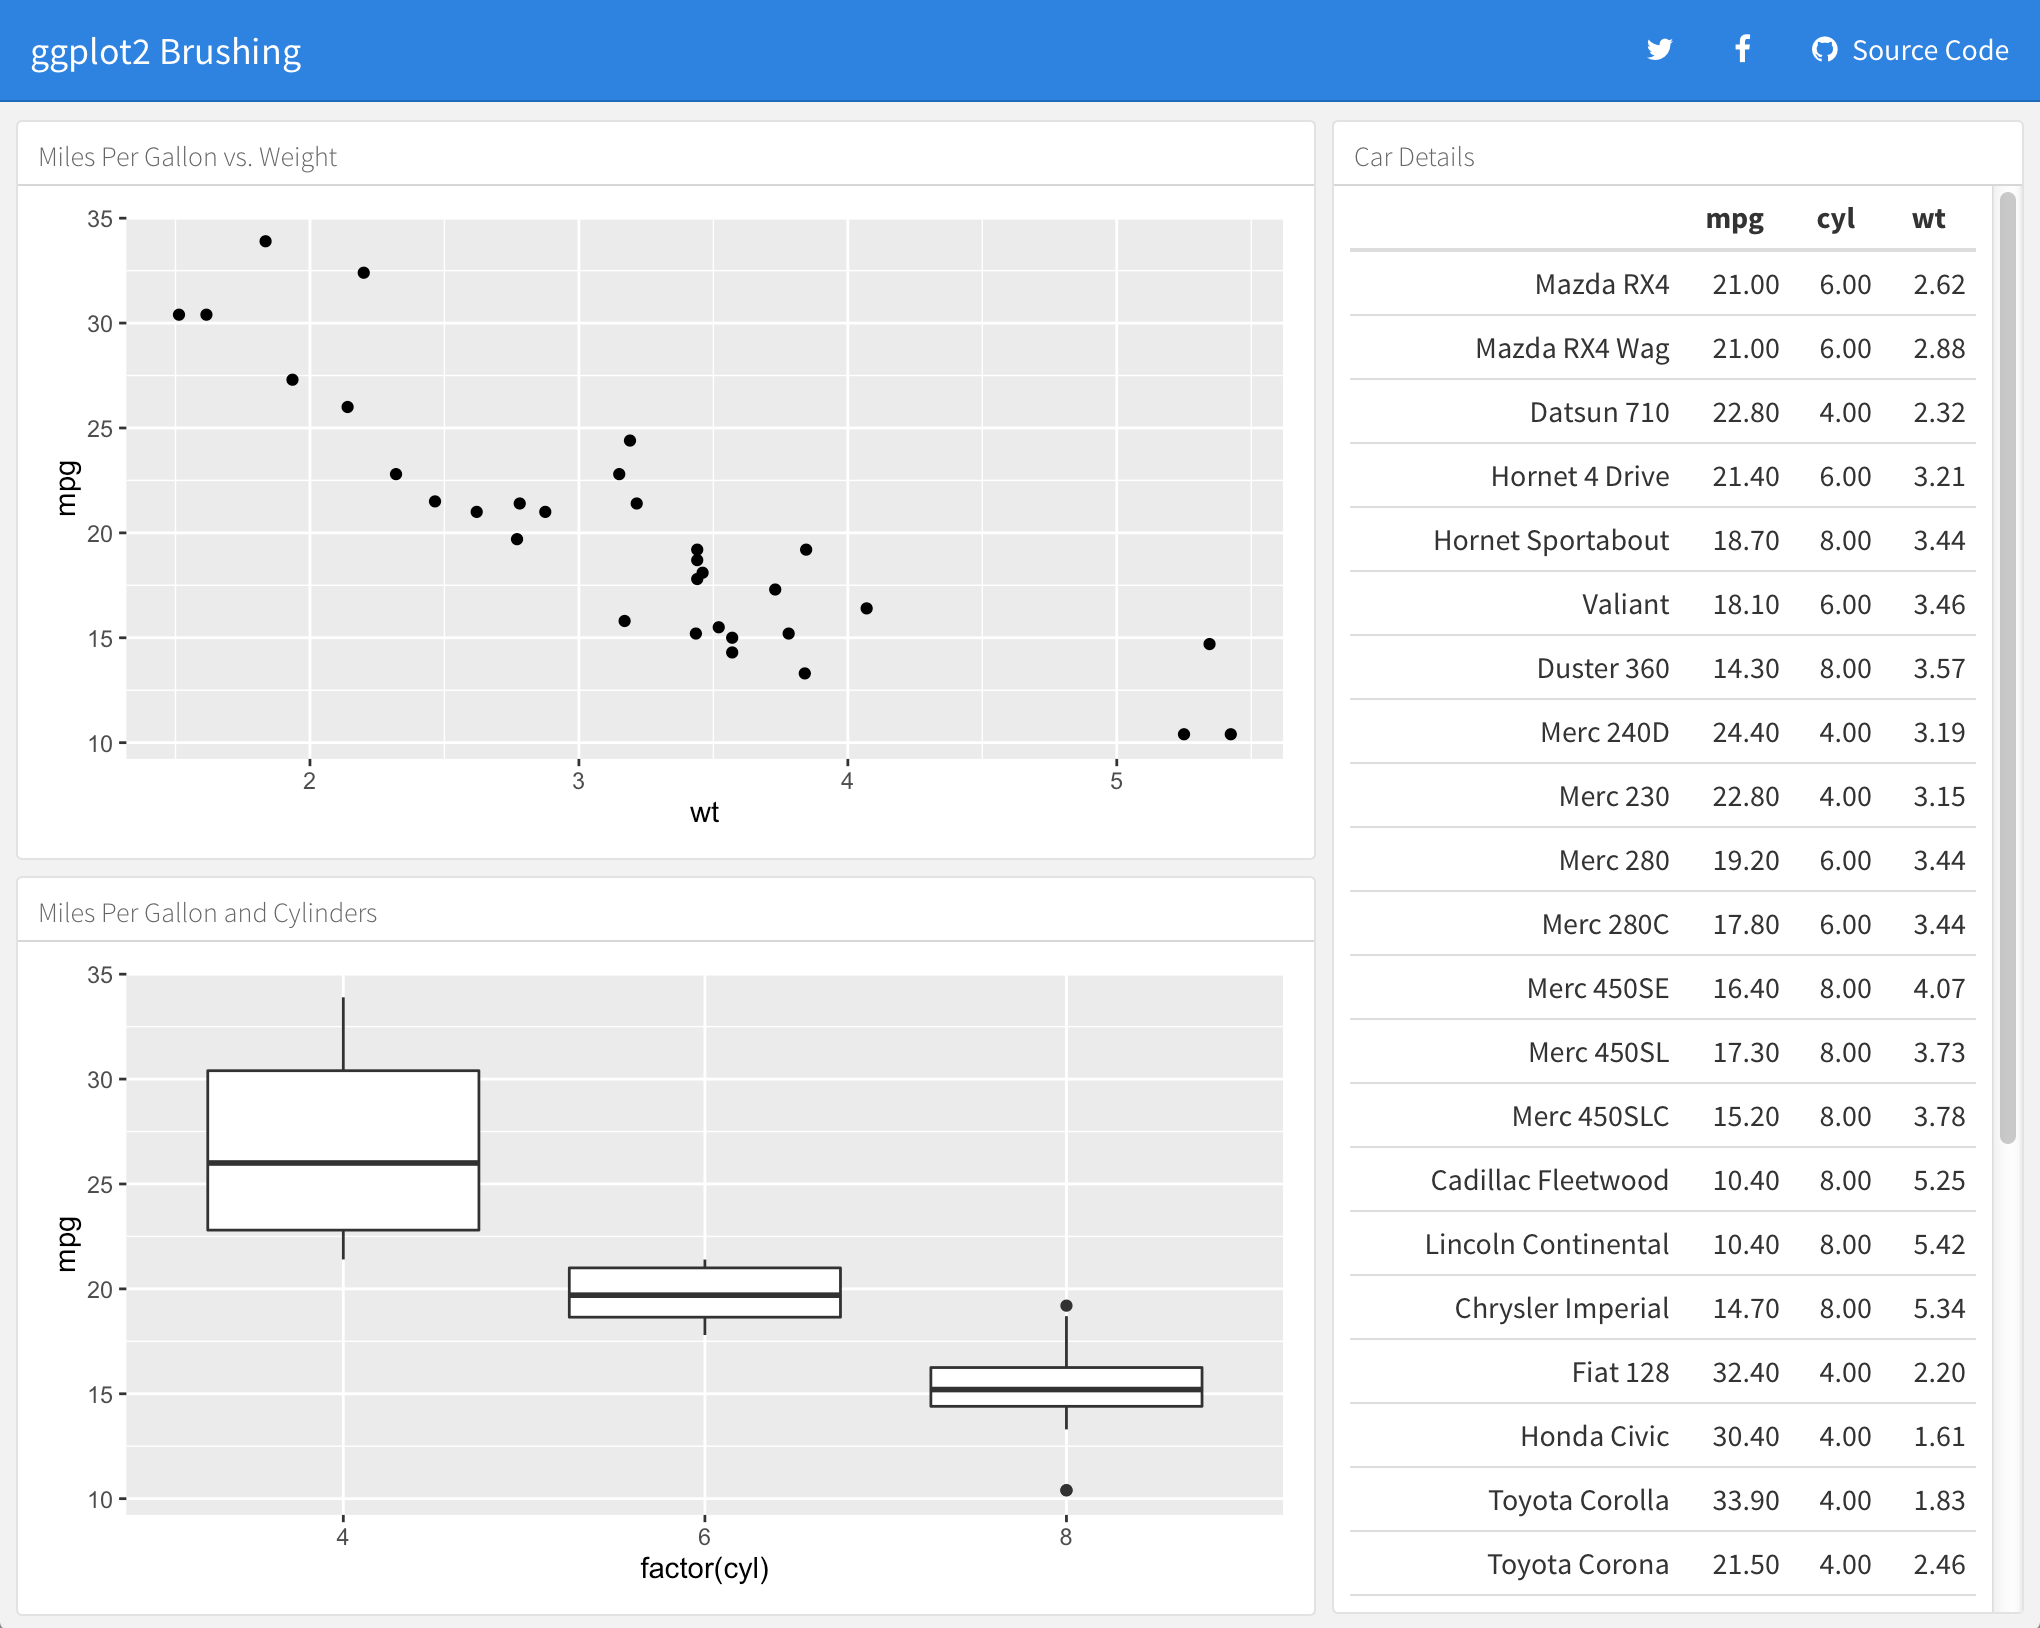 ggplot2 Brushing
Source Code
Miles Per Gallon vs. Weight
35
30
25
20
15
10
mpg
2 3 4 5
wt
Miles Per Gallon and Cylinders
35
30
25
20
15
10
mpg
4 6 8
factor(cyl)
Car Details
mpg cyl wt
Mazda RX4 21.00 6.00 2.62
Mazda RX4 Wag 21.00 6.00 2.88
Datsun 710 22.80 4.00 2.32
Hornet 4 Drive 21.40 6.00 3.21
Hornet Sportabout 18.70 8.00 3.44
Valiant 18.10 6.00 3.46
Duster 360 14.30 8.00 3.57
Merc 240D 24.40 4.00 3.19
Merc 230 22.80 4.00 3.15
Merc 280 19.20 6.00 3.44
Merc 280C 17.80 6.00 3.44
Merc 450SE 16.40 8.00 4.07
Merc 450SL 17.30 8.00 3.73
Merc 450SLC 15.20 8.00 3.78
Cadillac Fleetwood 10.40 8.00 5.25
Lincoln Continental 10.40 8.00 5.42
Chrysler Imperial 14.70 8.00 5.34
Fiat 128 32.40 4.00 2.20
Honda Civic 30.40 4.00 1.61
Toyota Corolla 33.90 4.00 1.83
Toyota Corona 21.50 4.00 2.46